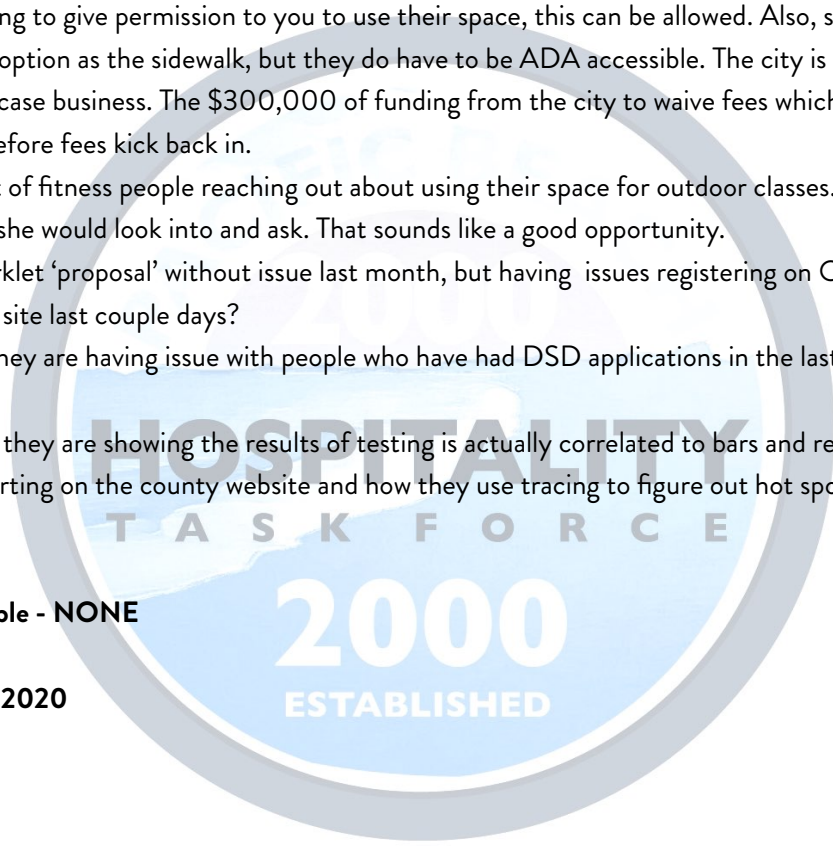 ng to give permission to you to use their space, this can be allowed. Also, s
option as the sidewalk, but they do have to be ADA accessible. The city is
case business. The $300,000 of funding from the city to waive fees which
efore fees kick back in.
t of fitness people reaching out about using their space for outdoor classes.
she would look into and ask. That sounds like a good opportunity.
rklet ‘proposal’ without issue last month, but having  issues registering on
site last couple days?
hey are having issue with people who have had DSD applications in the last
they are showing the results of testing is actually correlated to bars and re
rting on the county website and how they use tracing to figure out hot spo
ble - NONE
2020
2000
HOSPITALITY
TASK FORCE
2000
ESTABLISHED